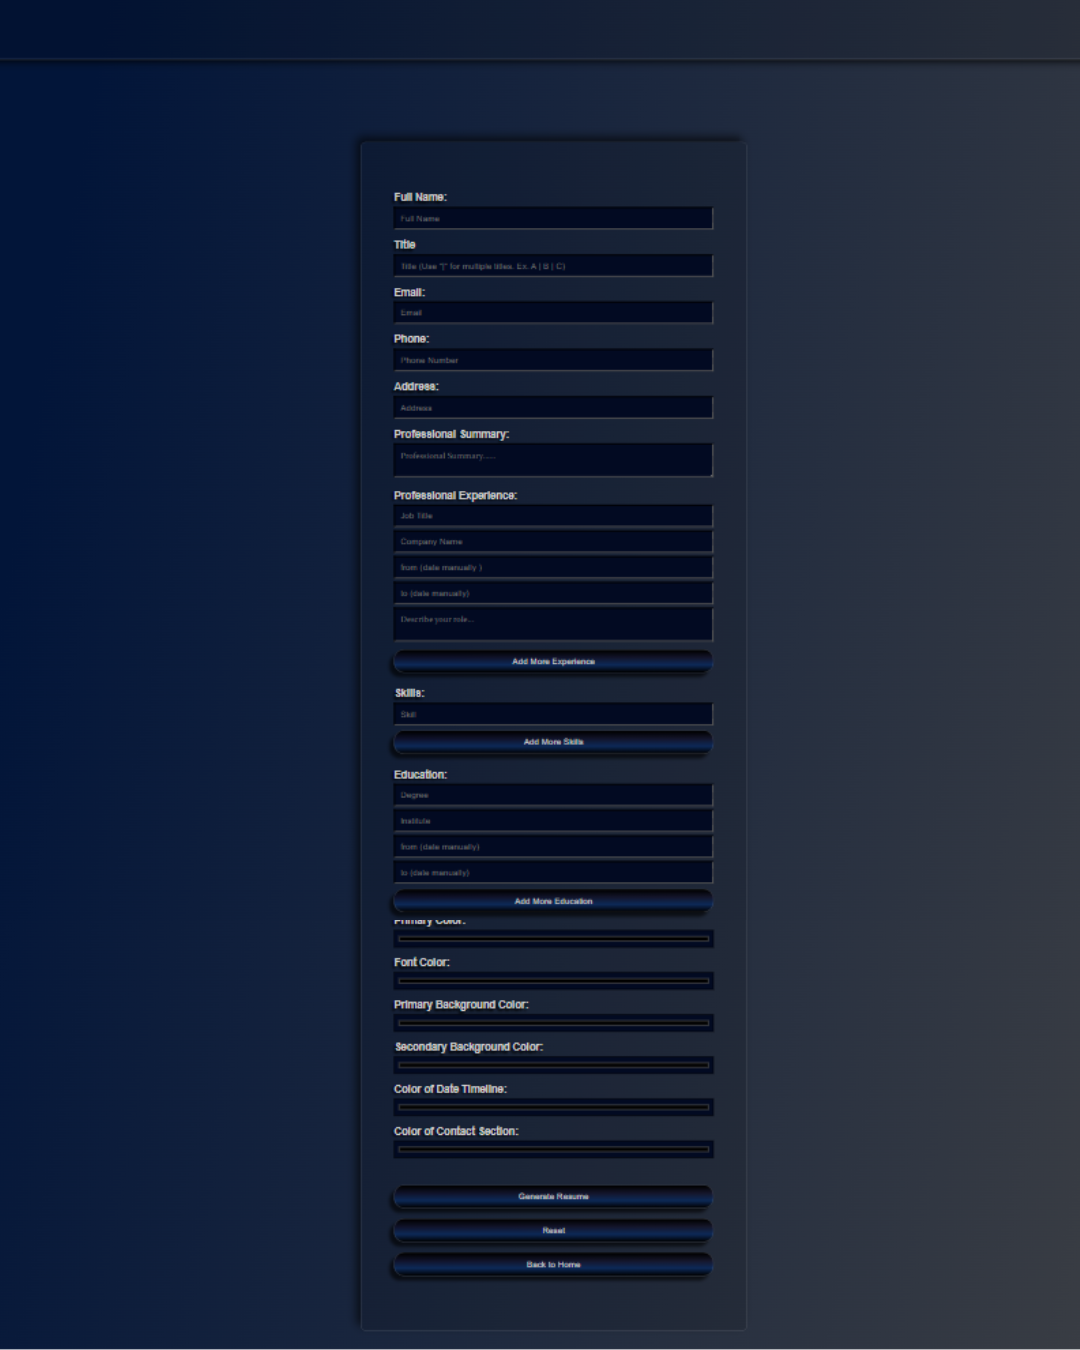 Full Name:
Full Name
Title
Title (Use "|" for multiple titles. Ex. A | B | C)
Email:
Email
Phone:
Phone Number
Address:
Address
Professional Summary:
Professional Summary.....
Professional Experience:
Job Title
Company Name
from (date manually )
to (date manually)
Describe your role...
Add More Experience
Skills:
Skill
Add More Skills
Education:
Degree
Institute
from (date manually)
to (date manually)
Add More Education
Primary Color:
Font Color:
Primary Background Color:
Secondary Background Color:
Color of Date Timeline:
Color of Contact Section:
Generate Resume
Reset
Back to Home